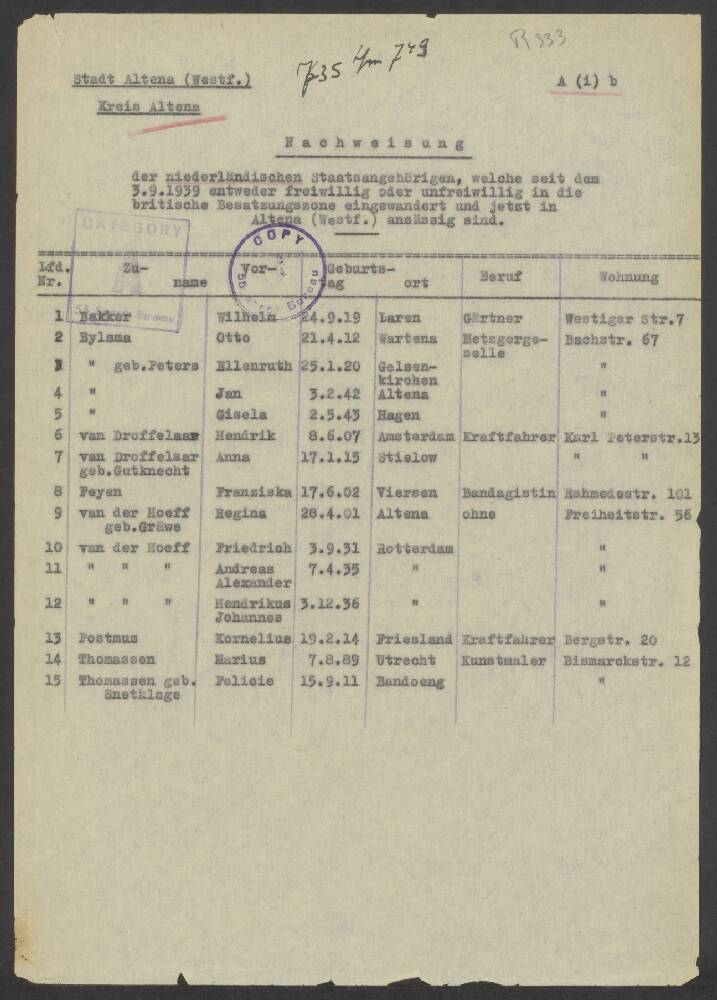 R 333
Stadt Altena (Westf.)
A (1) b
Kreis Altena
Nachweisung
der niederländischen Staatsangehörigen, welche seit dem
3.9.1939 entweder freiwillig oder unfreiwillig in die
britische Besatzungszone eingewandert und jetzt in
Altena (Westf.) ansässig sind.
CATEGORY
A
COPY
Lfd. Zu- Vor- Geburts- Beruf Wohnung
Nr. name tag ort
1 Bakker Wilhelm 24.9.19 Laren Gärtner Westiger Str.7
2 Bylsma Otto 21.4.12 Wartena Metzgerge- Bachstr. 67
selle
3 " geb.Peters Ellenruth 25.1.20 Gelsen- "
kirchen
4 " Jan 3.2.42 Altena "
5 " Gisela 2.5.43 Hagen "
6 van Droffelaar Hendrik 8.6.07 Amsterdam Kraftfahrer Karl Peterstr.13
7 van Droffelaar Anna 17.1.15 Stielow " "
geb.Gutknecht
8 Feyen Franziska 17.6.02 Viersen Bandagistin Rahmedestr. 101
9 van der Hoeff Regina 28.4.01 Altena ohne Freiheitstr. 56
geb.Gräwe
10 van der Hoeff Friedrich 3.9.31 Rotterdam "
11 " " " Andreas 7.4.35 " "
Alexander
12 " " " Hendrikus 3.12.36 " "
Johannes
13 Postmus Kornelius 19.2.14 Friesland Kraftfahrer Bergstr. 20
14 Thomassen Marius 7.8.89 Utrecht Kunstmaler Bismarckstr. 12
15 Thomassen geb. Felicie 15.9.11 Bandoeng "
Snetklage